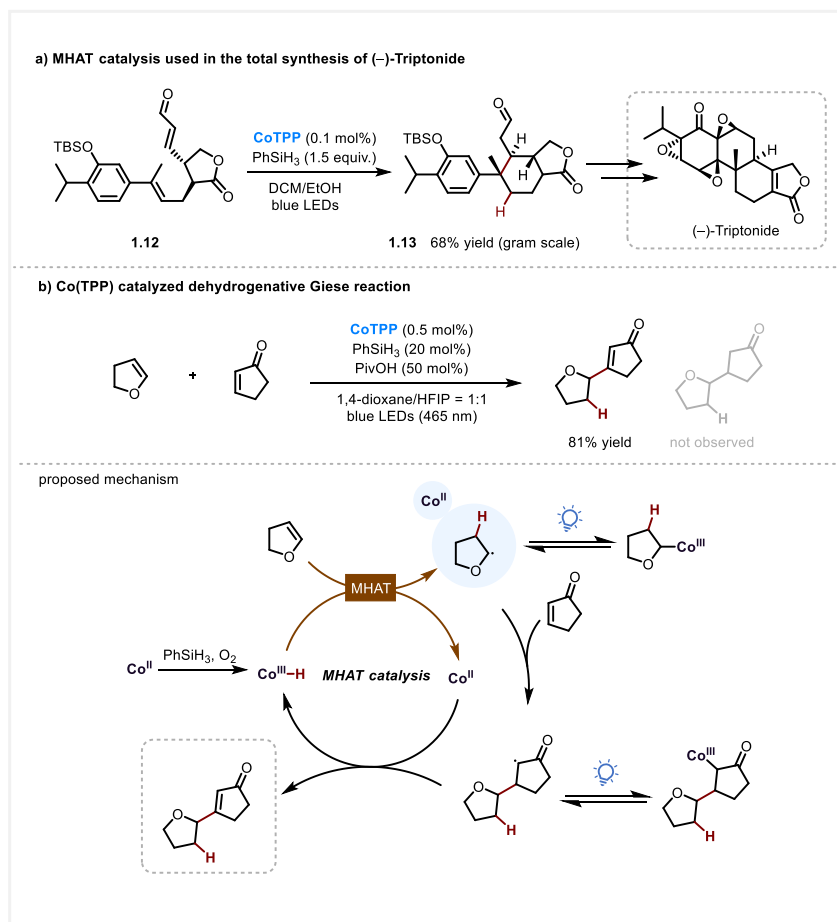 a) MHAT catalysis used in the total synthesis of (–)-Triptonide
O
TBSO
O
O
1.12
CoTPP (0.1 mol%)
PhSiH3 (1.5 equiv.)
DCM/EtOH
blue LEDs
O
TBSO
H
H
O
O
H
1.13 68% yield (gram scale)
O
O
O
O
H
O
O
(–)-Triptonide
b) Co(TPP) catalyzed dehydrogenative Giese reaction
O
+
O
CoTPP (0.5 mol%)
PhSiH3 (20 mol%)
PivOH (50 mol%)
1,4-dioxane/HFIP = 1:1
blue LEDs (465 nm)
O
O
H
81% yield
O
O
H
not observed
proposed mechanism
O
CoII
H
O
H
O
CoIII
MHAT
O
CoII
PhSiH3, O2
CoIII–H
MHAT catalysis
CoII
O
O
H
O
O
H
CoIII
O
O
H